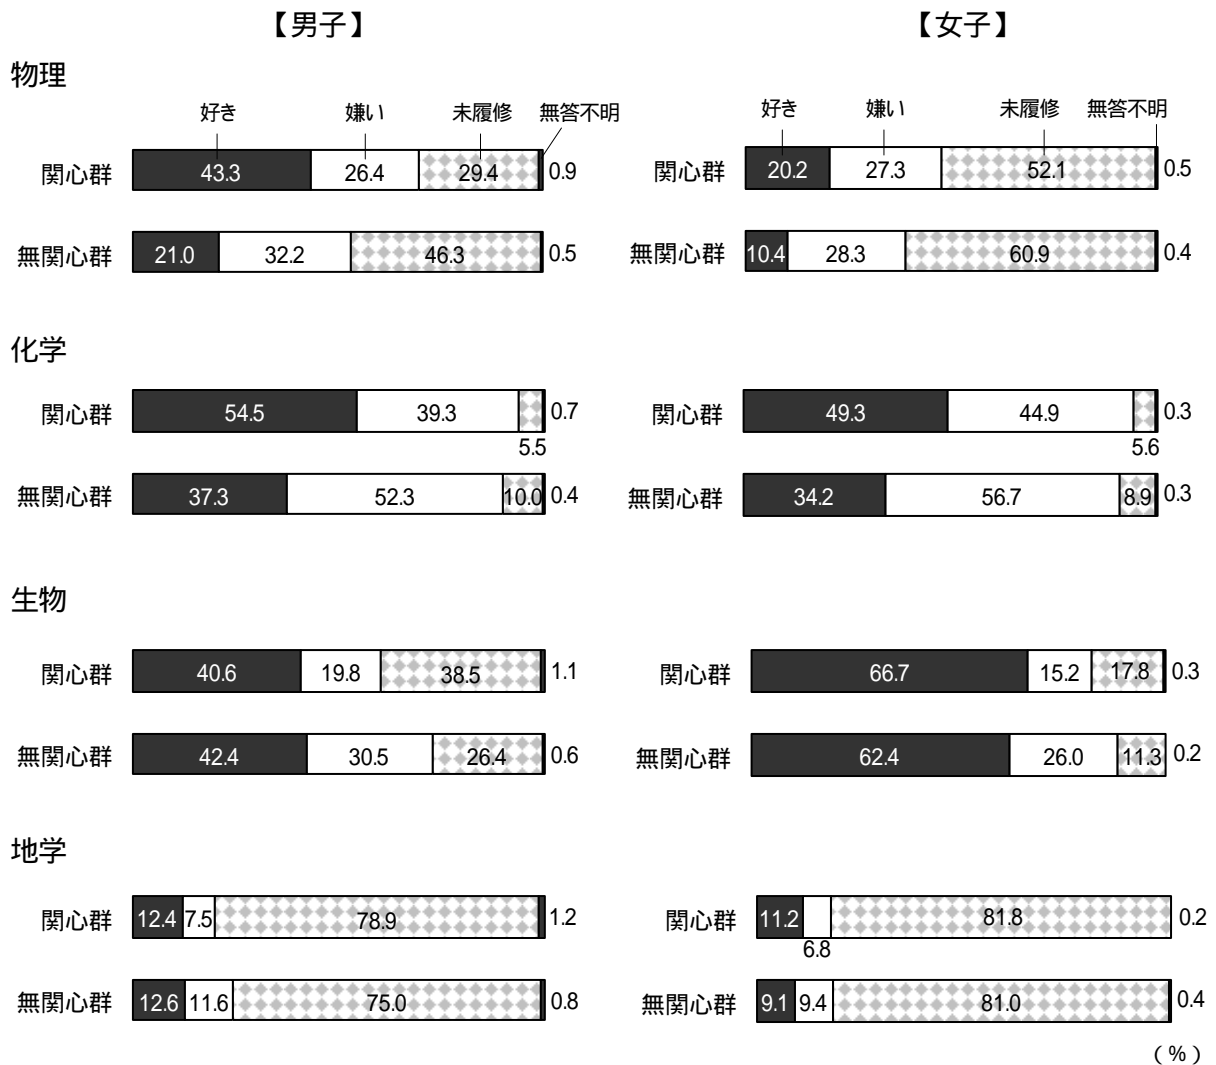 【男子】 【女子】
物理
好き 嫌い 未履修 無答不明 好き 嫌い 未履修 無答不明
関心群 43.3 26.4 29.4 0.9 関心群 20.2 27.3 52.1 0.5
無関心群 21.0 32.2 46.3 0.5 無関心群 10.4 28.3 60.9 0.4
化学
関心群 54.5 39.3 5.5 0.7 関心群 49.3 44.9 5.6 0.3
無関心群 37.3 52.3 10.0 0.4 無関心群 34.2 56.7 8.9 0.3
生物
関心群 40.6 19.8 38.5 1.1 関心群 66.7 15.2 17.8 0.3
無関心群 42.4 30.5 26.4 0.6 無関心群 62.4 26.0 11.3 0.2
地学
関心群 12.4 7.5 78.9 1.2 関心群 11.2 6.8 81.8 0.2
無関心群 12.6 11.6 75.0 0.8 無関心群 9.1 9.4 81.0 0.4
(%)